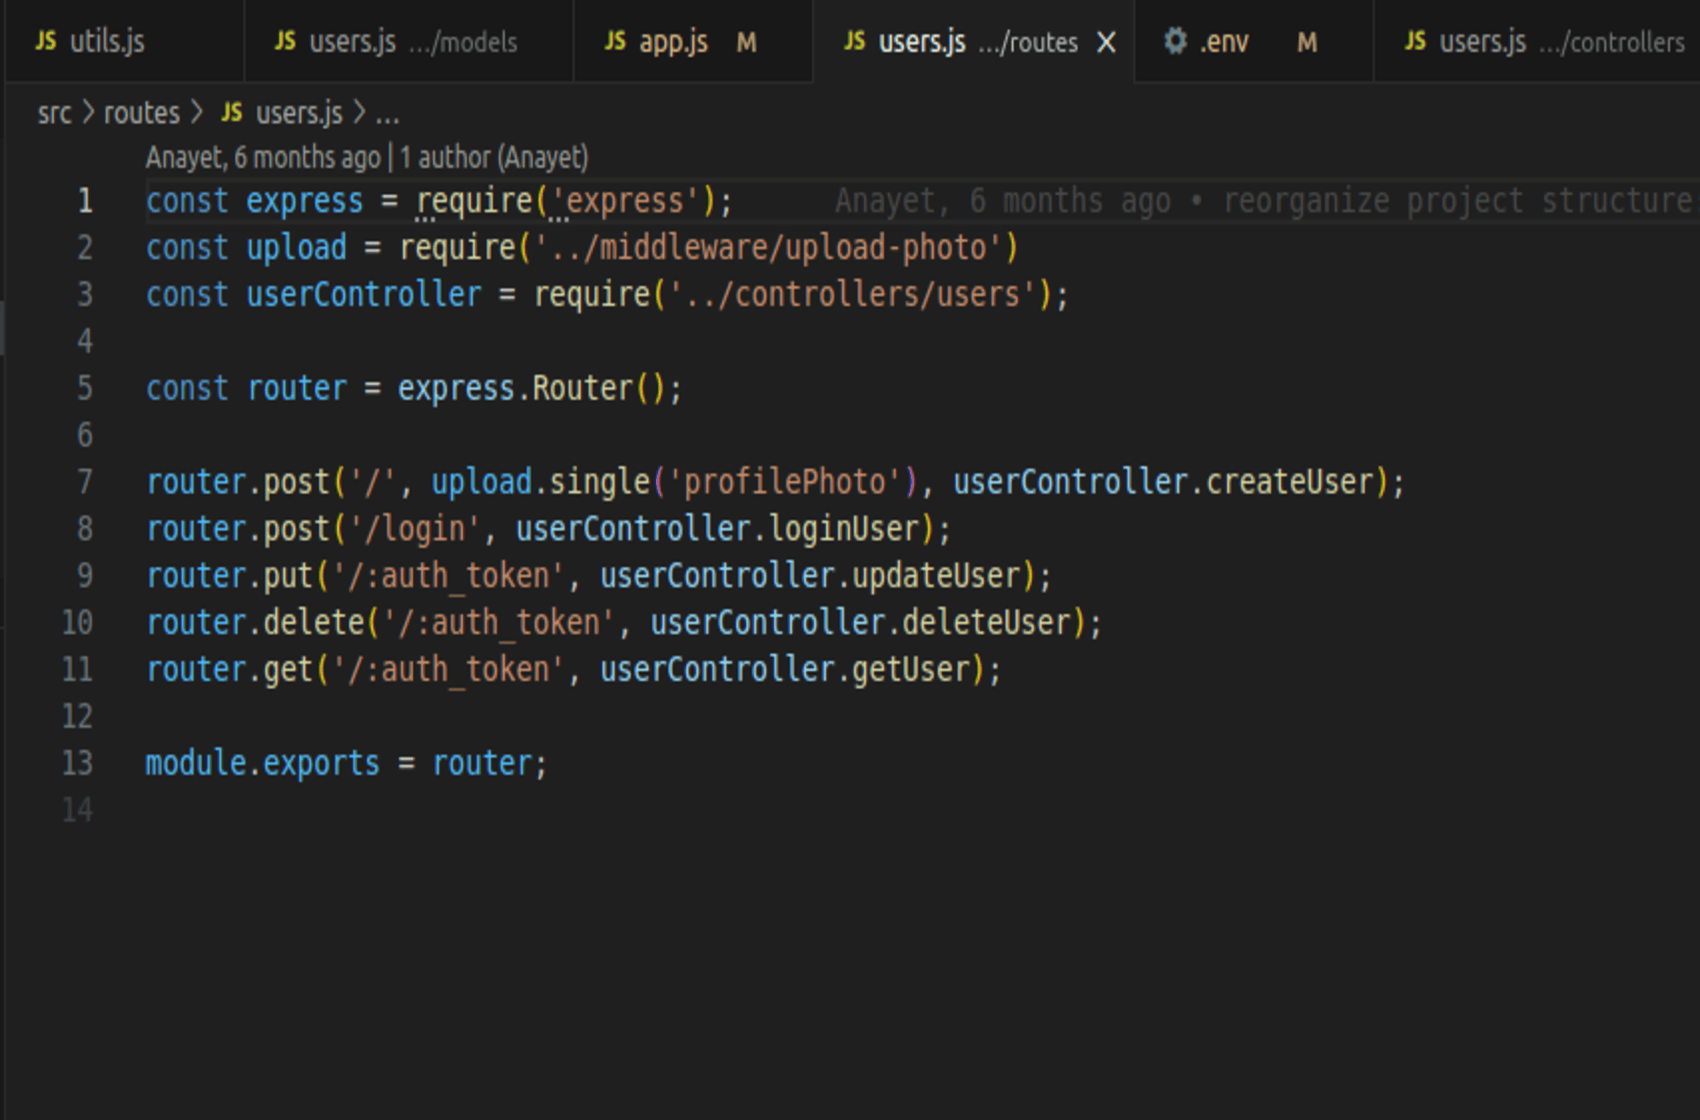 JS utils.js JS users.js .../models JS app.js M JS users.js .../routes X .env M JS users.js .../controllers
src > routes > JS users.js > ...
Anayet, 6 months ago | 1 author (Anayet)
1 const express = require('express'); Anayet, 6 months ago • reorganize project structure
2 const upload = require('../middleware/upload-photo')
3 const userController = require('../controllers/users');
4
5 const router = express.Router();
6
7 router.post('/', upload.single('profilePhoto'), userController.createUser);
8 router.post('/login', userController.loginUser);
9 router.put('/:auth_token', userController.updateUser);
10 router.delete('/:auth_token', userController.deleteUser);
11 router.get('/:auth_token', userController.getUser);
12
13 module.exports = router;
14